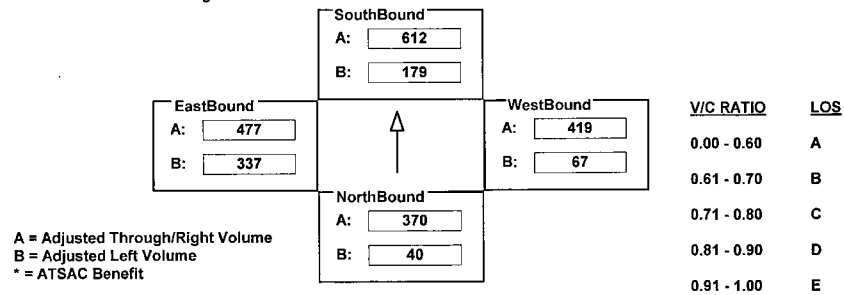 SouthBound
A: 612
B: 179
EastBound
A: 477
B: 337
WestBound
A: 419
B: 67
NorthBound
A: 370
B: 40
A = Adjusted Through/Right Volume
B = Adjusted Left Volume
* = ATSAC Benefit
V/C RATIO LOS
0.00 - 0.60 A
0.61 - 0.70 B
0.71 - 0.80 C
0.81 - 0.90 D
0.91 - 1.00 E